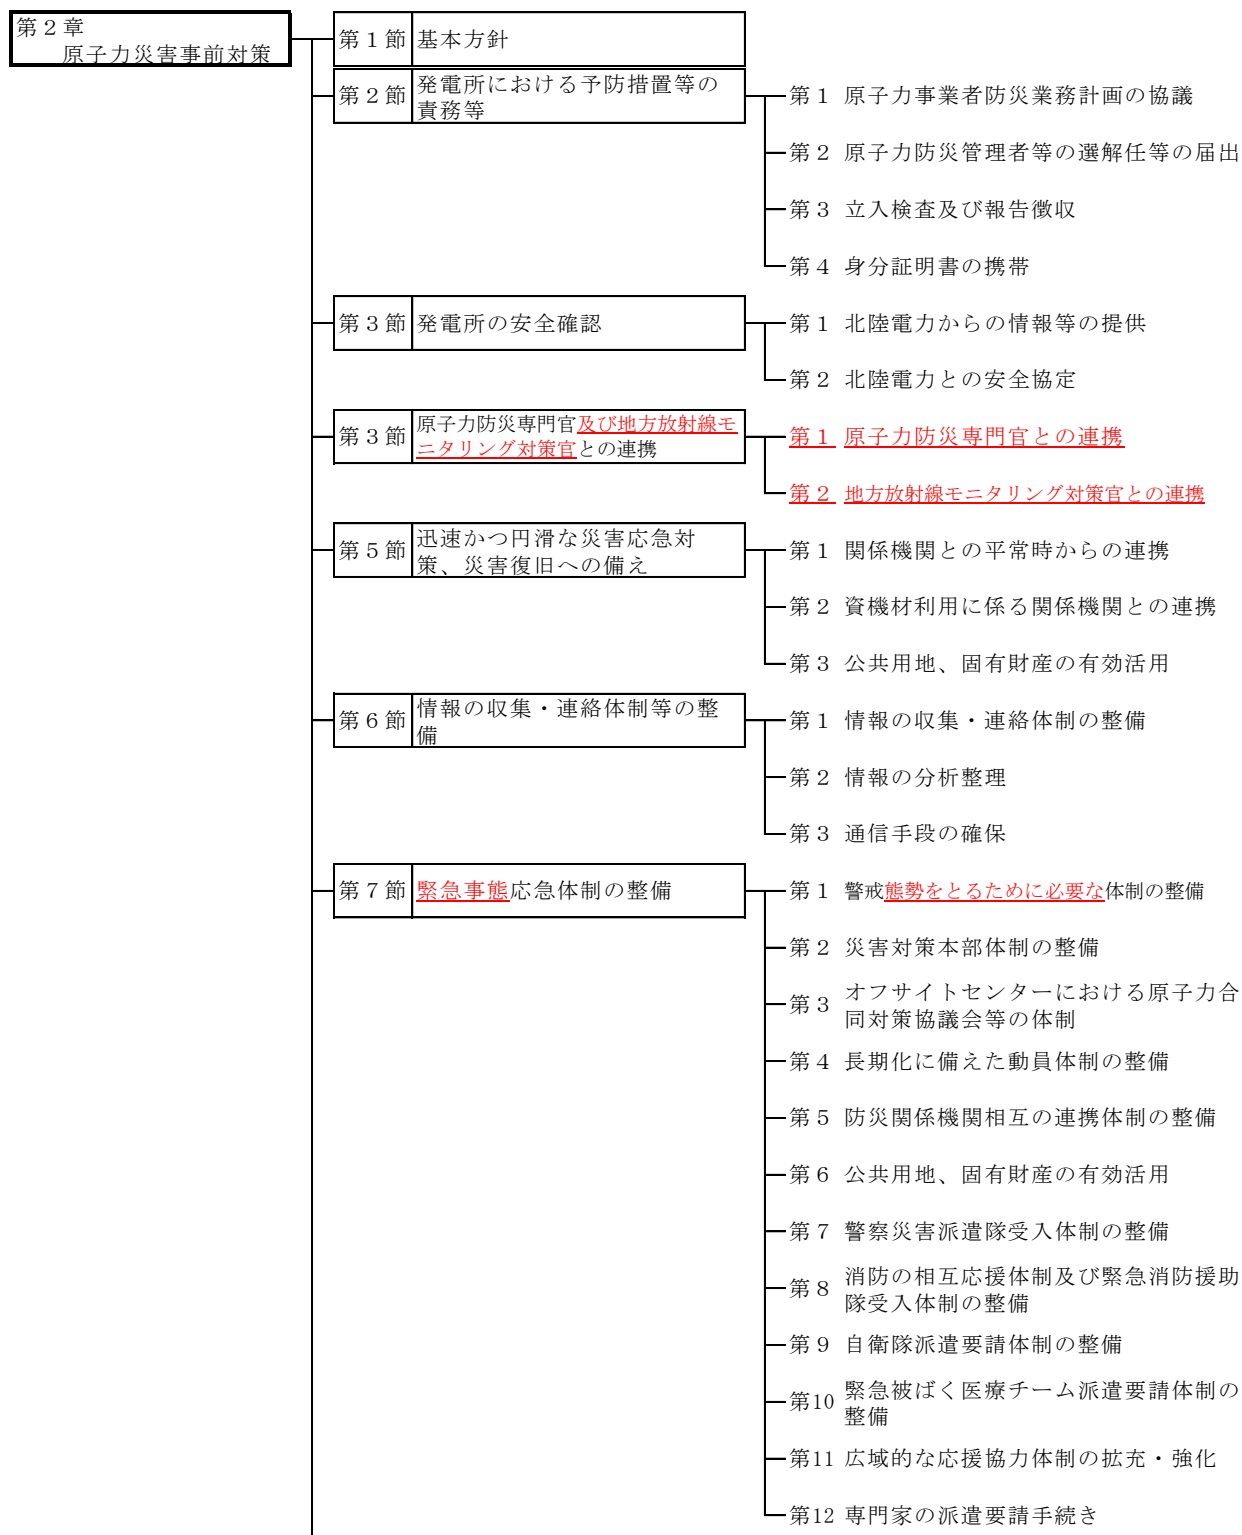 第２章
原子力災害事前対策
第１節 基本方針
第２節 発電所における予防措置等の
責務等
第１ 原子力事業者防災業務計画の協議
第２ 原子力防災管理者等の選解任等の届出
第３ 立入検査及び報告徴収
第４ 身分証明書の携帯
第３節 発電所の安全確認
第１ 北陸電力からの情報等の提供
第２ 北陸電力との安全協定
第３節 原子力防災専門官及び地方放射線モ
ニタリング対策官との連携
第１ 原子力防災専門官との連携
第２ 地方放射線モニタリング対策官との連携
第５節 迅速かつ円滑な災害応急対
策、災害復旧への備え
第１ 関係機関との平常時からの連携
第２ 資機材利用に係る関係機関との連携
第３ 公共用地、固有財産の有効活用
第６節 情報の収集・連絡体制等の整
備
第１ 情報の収集・連絡体制の整備
第２ 情報の分析整理
第３ 通信手段の確保
第７節 緊急事態応急体制の整備
第１ 警戒態勢をとるために必要な体制の整備
第２ 災害対策本部体制の整備
第３ オフサイトセンターにおける原子力合
同対策協議会等の体制
第４ 長期化に備えた動員体制の整備
第５ 防災関係機関相互の連携体制の整備
第６ 公共用地、固有財産の有効活用
第７ 警察災害派遣隊受入体制の整備
第８ 消防の相互応援体制及び緊急消防援助
隊受入体制の整備
第９ 自衛隊派遣要請体制の整備
第10 緊急被ばく医療チーム派遣要請体制の
整備
第11 広域的な応援協力体制の拡充・強化
第12 専門家の派遣要請手続き